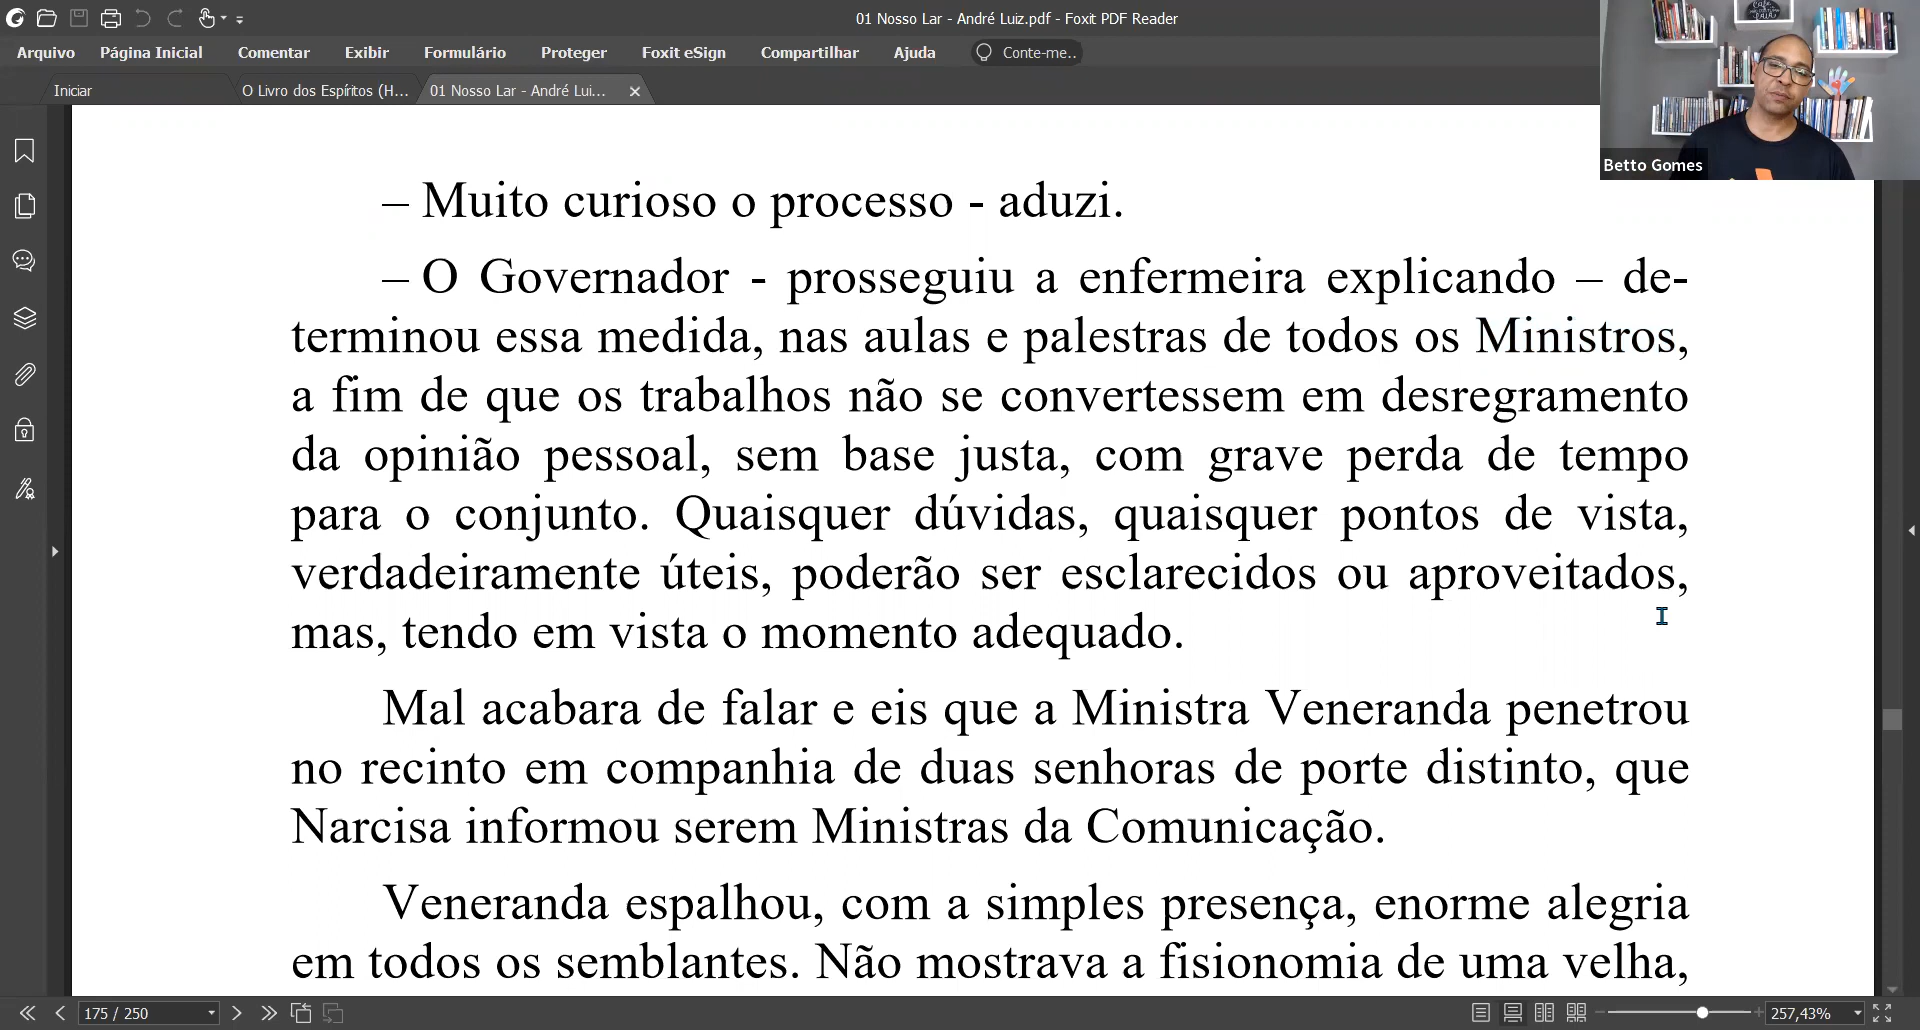 01 Nosso Lar - André Luiz.pdf - Foxit PDF Reader
Arquivo Página Inicial Comentar Exibir Formulário Proteger Foxit eSign Compartilhar Ajuda Conte-me..
Iniciar O Livro dos Espíritos (H... 01 Nosso Lar - André Lui...
Betto Gomes
– Muito curioso o processo - aduzi.
– O Governador - prosseguiu a enfermeira explicando – de-
terminou essa medida, nas aulas e palestras de todos os Ministros,
a fim de que os trabalhos não se convertessem em desregramento
da opinião pessoal, sem base justa, com grave perda de tempo
para o conjunto. Quaisquer dúvidas, quaisquer pontos de vista,
verdadeiramente úteis, poderão ser esclarecidos ou aproveitados,
mas, tendo em vista o momento adequado.
Mal acabara de falar e eis que a Ministra Veneranda penetrou
no recinto em companhia de duas senhoras de porte distinto, que
Narcisa informou serem Ministras da Comunicação.
Veneranda espalhou, com a simples presença, enorme alegria
em todos os semblantes. Não mostrava a fisionomia de uma velha,
175 / 250 257,43%